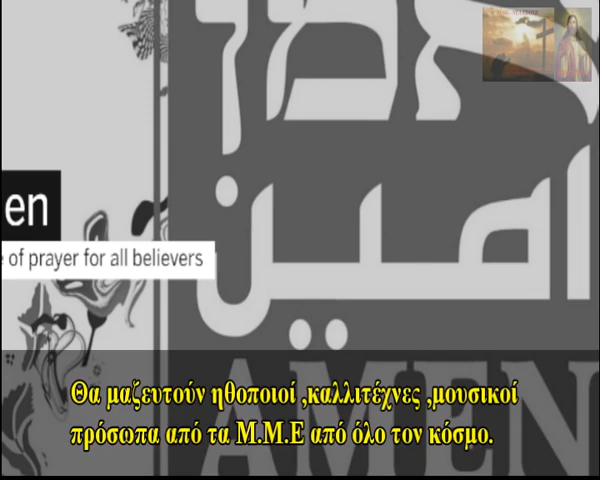 אמן
en
e of prayer for all believers
امين
AMEN
Θα μαζευτούν ηθοποιοί ,καλλιτέχνες ,μουσικοί
πρόσωπα από τα Μ.Μ.Ε από όλο τον κόσμο.